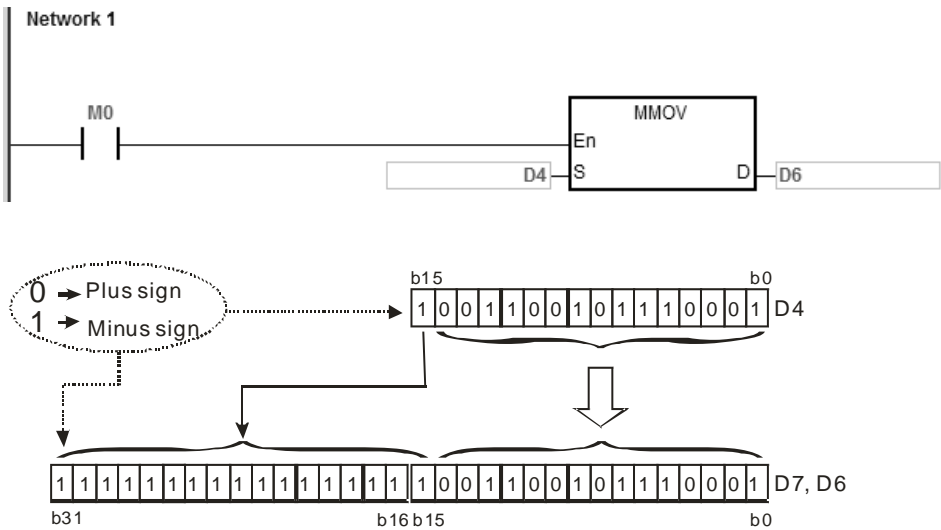 Network 1
M0
MMOV
En
D4 S D D6
b15 b0
0 → Plus sign
1 → Minus sign
1 0 0 1 1 0 0 1 0 1 1 1 0 0 0 1 D4
1 1 1 1 1 1 1 1 1 1 1 1 1 1 1 1 1 0 0 1 1 0 0 1 0 1 1 1 0 0 0 1 D7, D6
b31 b16 b15 b0